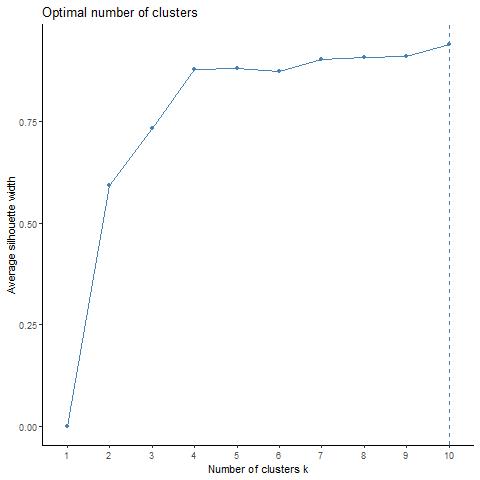 Optimal number of clusters
0.75
0.50
0.25
0.00
Average silhouette width
1 2 3 4 5 6 7 8 9 10
Number of clusters k